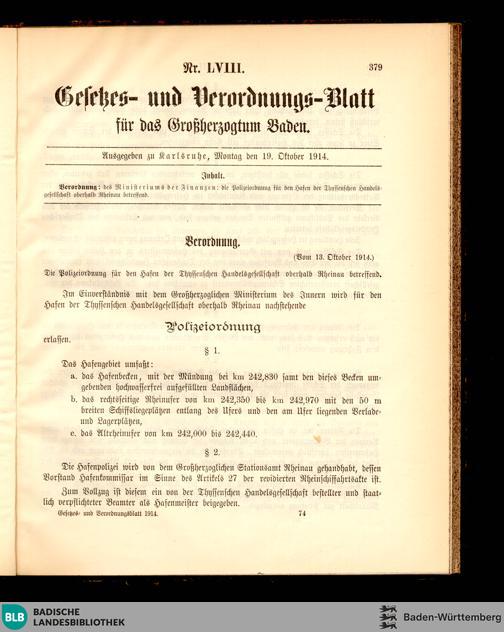 Nr. LVIII. 379
Gesetzes- und Verordnungs-Blatt
für das Großherzogtum Baden.
Ausgegeben zu Karlsruhe, Montag den 19. Oktober 1914.
Inhalt.
Verordnung: des Ministeriums der Finanzen: die Polizeiordnung für den Hafen der Thyssenschen Handels-
gesellschaft oberhalb Rheinau betreffend.
Verordnung.
(Vom 13. Oktober 1914.)
Die Polizeiordnung für den Hafen der Thyssenschen Handelsgesellschaft oberhalb Rheinau betreffend.
Im Einverständnis mit dem Großherzoglichen Ministerium des Innern wird für den
Hafen der Thyssenschen Handelsgesellschaft oberhalb Rheinau nachstehende
Polizeiordnung
erlassen.
§ 1.
Das Hafengebiet umfaßt:
a. das Hafenbecken, mit der Mündung bei km 242,830 samt den dieses Becken um-
gebenden hochwasserfrei aufgefüllten Landflächen,
b. das rechtsseitige Rheinufer von km 242,350 bis km 242,970 mit den 50 m
breiten Schiffsliegeplätzen entlang des Ufers und den am Ufer liegenden Verlade-
und Lagerplätzen,
c. das Altrheinufer von km 242,000 bis 242,440.
§ 2.
Die Hafenpolizei wird von dem Großherzoglichen Stationsamt Rheinau gehandhabt, dessen
Vorstand Hafenkommissar im Sinne des Artikels 27 der revidierten Rheinschiffahrtsakte ist.
Zum Vollzug ist diesem ein von der Thyssenschen Handelsgesellschaft bestellter und staat-
lich verpflichteter Beamter als Hafenmeister beigegeben.
Gesetzes- und Verordnungsblatt 1914. 74
BLB BADISCHE
LANDESBIBLIOTHEK
Baden-Württemberg